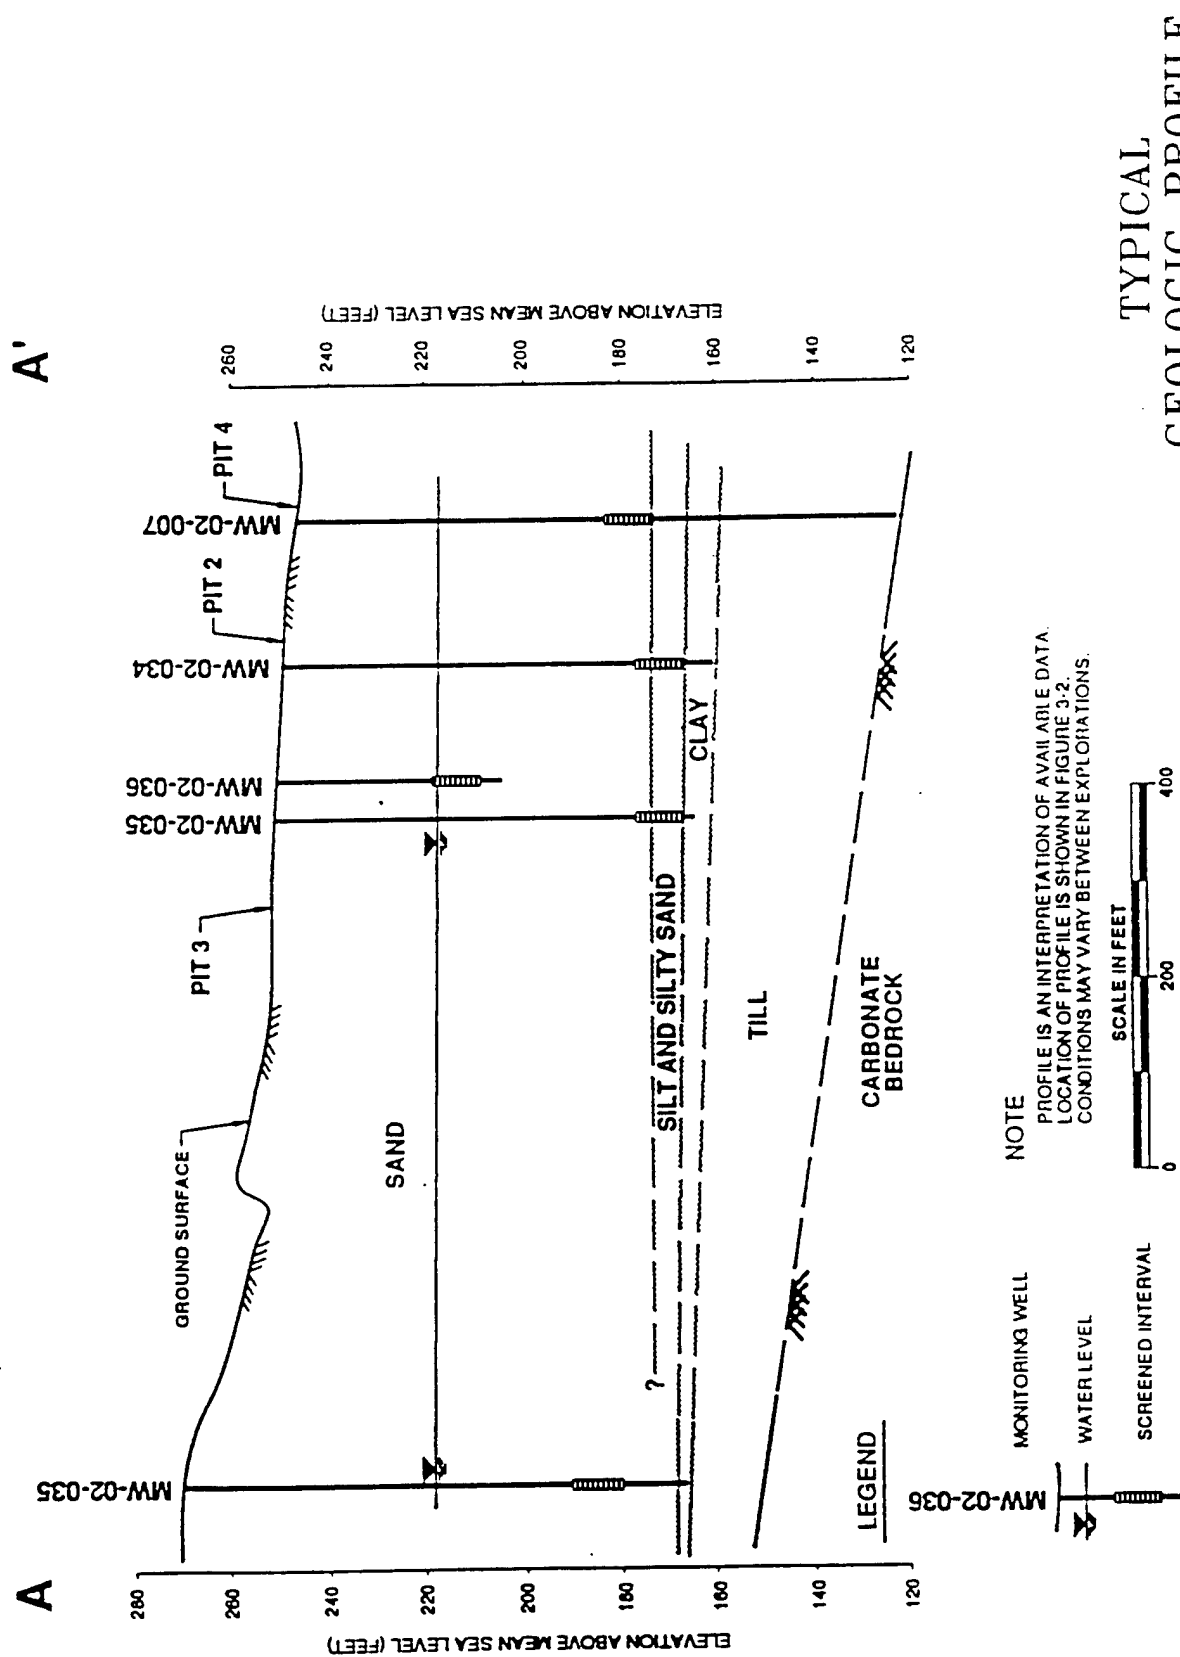 A
A'
MW-02-035
GROUND SURFACE
PIT 3
MW-02-035
MW-02-036
MW-02-034
PIT 2
MW-02-007
PIT 4
280
260
240
220
200
180
160
140
120
ELEVATION ABOVE MEAN SEA LEVEL (FEET)
260
240
220
200
180
160
140
120
ELEVATION ABOVE MEAN SEA LEVEL (FEET)
SAND
?
SILT AND SILTY SAND
CLAY
TILL
CARBONATE
BEDROCK
LEGEND
MW-02-036
MONITORING WELL
WATER LEVEL
SCREENED INTERVAL
NOTE
PROFILE IS AN INTERPRETATION OF AVAILABLE DATA.
LOCATION OF PROFILE IS SHOWN IN FIGURE 3-2.
CONDITIONS MAY VARY BETWEEN EXPLORATIONS.
SCALE IN FEET
0 200 400
TYPICAL
GEOLOGIC PROFILE